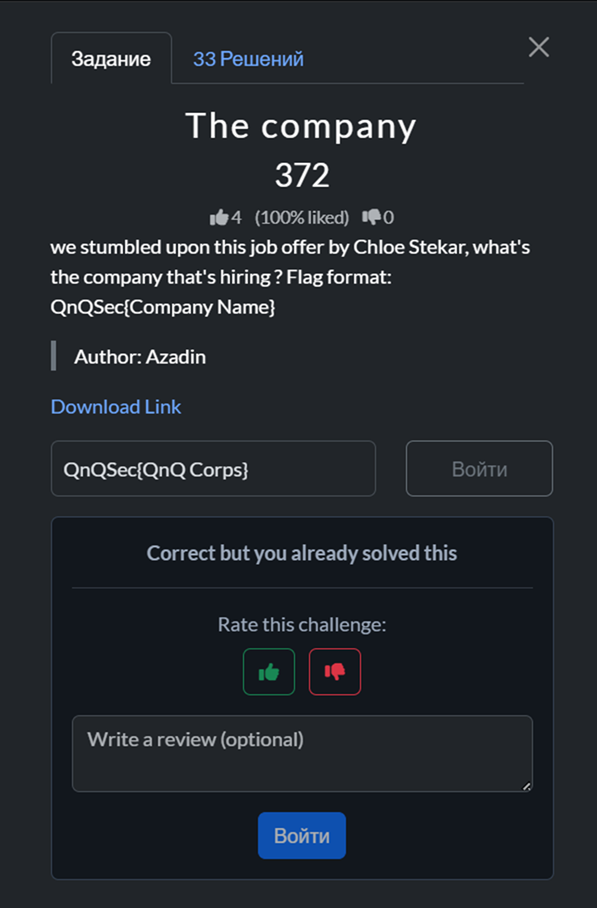 Задание
33 Решений
The company
372
4 (100% liked) 0
we stumbled upon this job offer by Chloe Stekar, what's
the company that's hiring ? Flag format:
QnQSec{Company Name}
Author: Azadin
Download Link
QnQSec{QnQ Corps}
Войти
Correct but you already solved this
Rate this challenge:
Write a review (optional)
Войти